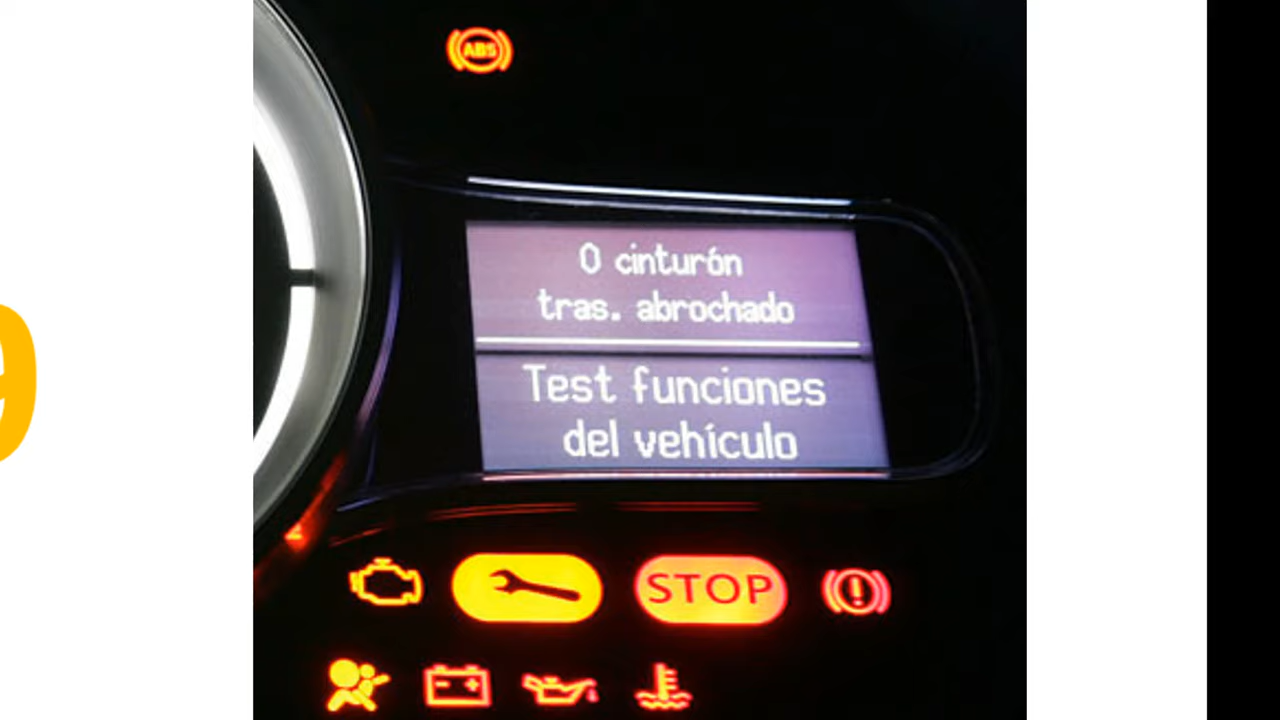 ABS
0 cinturón
tras. abrochado
Test funciones
del vehículo
STOP